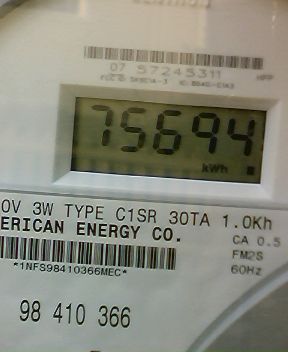 07 57245311
75694
kWh
0V 3W TYPE C1SR 30TA 1.0Kh
ERICAN ENERGY CO.
CA 0.5
FM2S
*1NFS98410366MEC*
60Hz
98 410 366